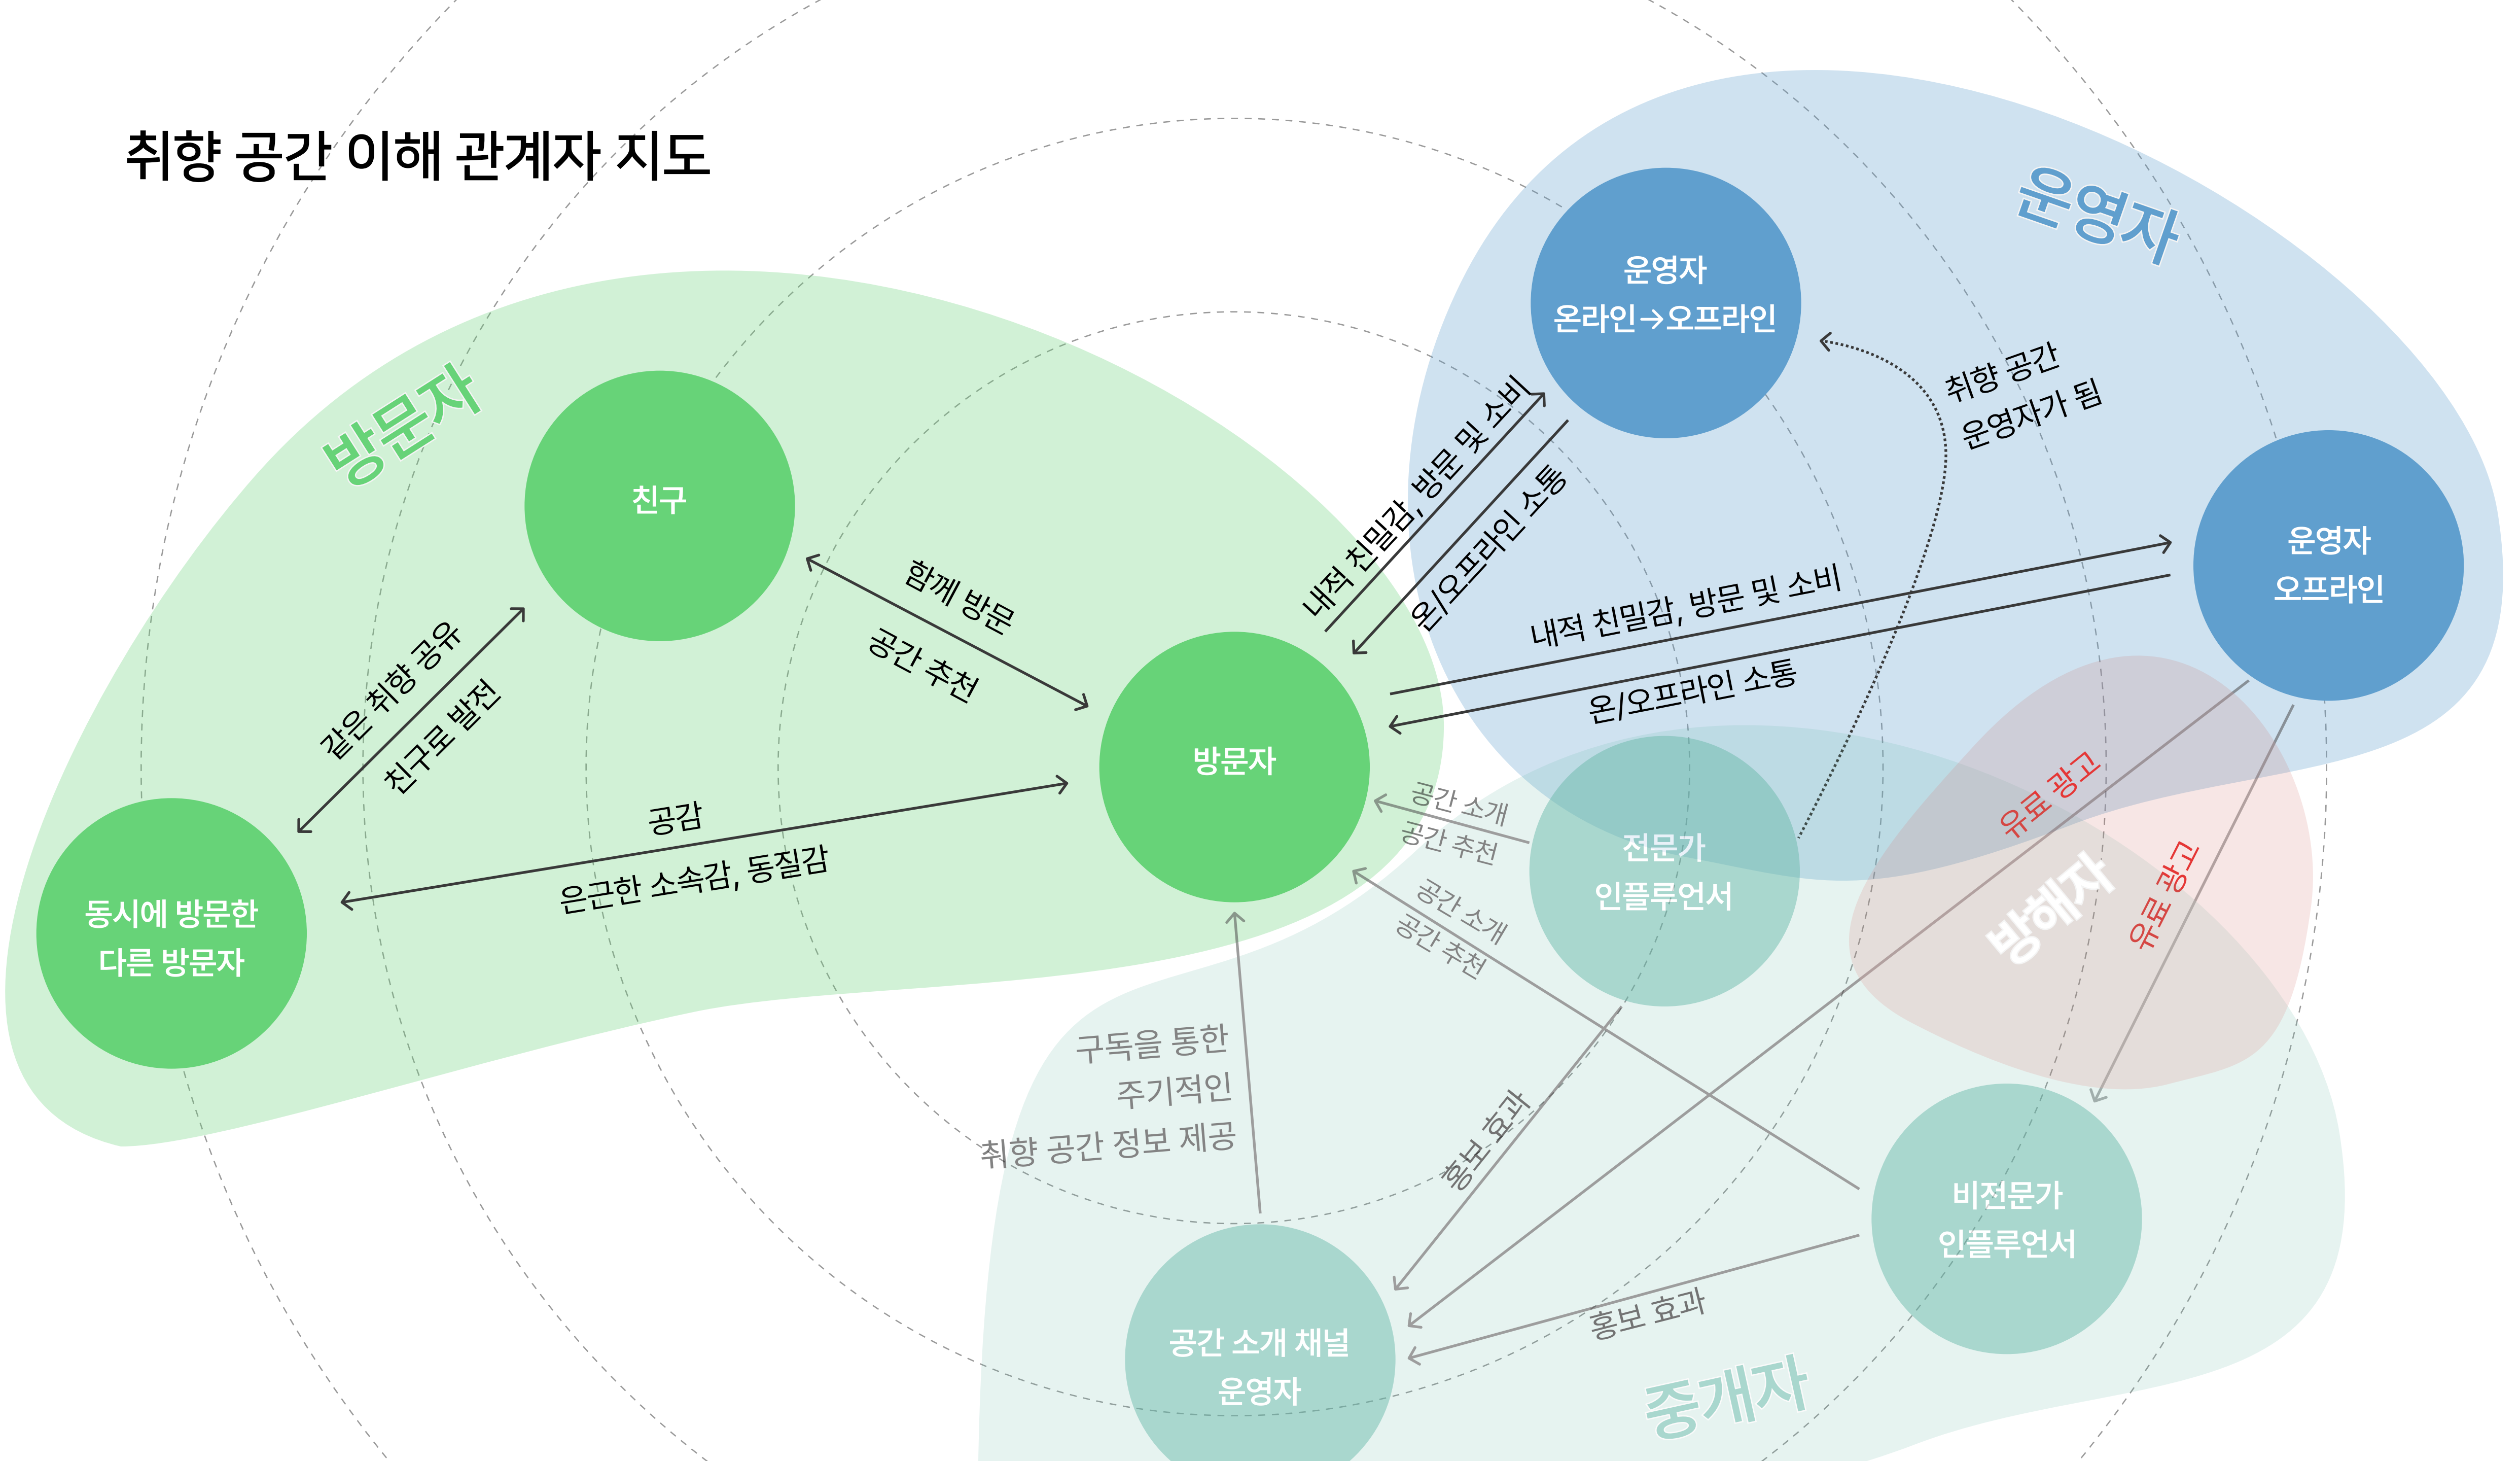 취향 공간 이해 관계자 지도
운영자
운영자
온라인→오프라인
취향 공간
운영자가 됨
방문자
친구
내적 친밀감, 방문 및 소비
온/오프라인 소통
운영자
오프라인
함께 방문
공간 추천
내적 친밀감, 방문 및 소비
온/오프라인 소통
같은 취향 공유
친구로 발전
방문자
공감
은근한 소속감, 동질감
공간 소개
공간 추천
전문가
인플루언서
유료 광고
방해자
유료 광고
동시에 방문한
다른 방문자
공간 소개
공간 추천
구독을 통한
주기적인
취향 공간 정보 제공
홍보 효과
비전문가
인플루언서
홍보 효과
공간 소개 채널
운영자
중개자